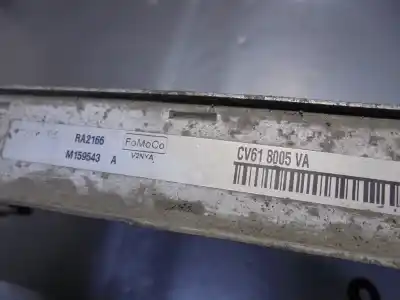 RA2166
FoMoCo
CV61 8005 VA
M159543 A
V2NYA